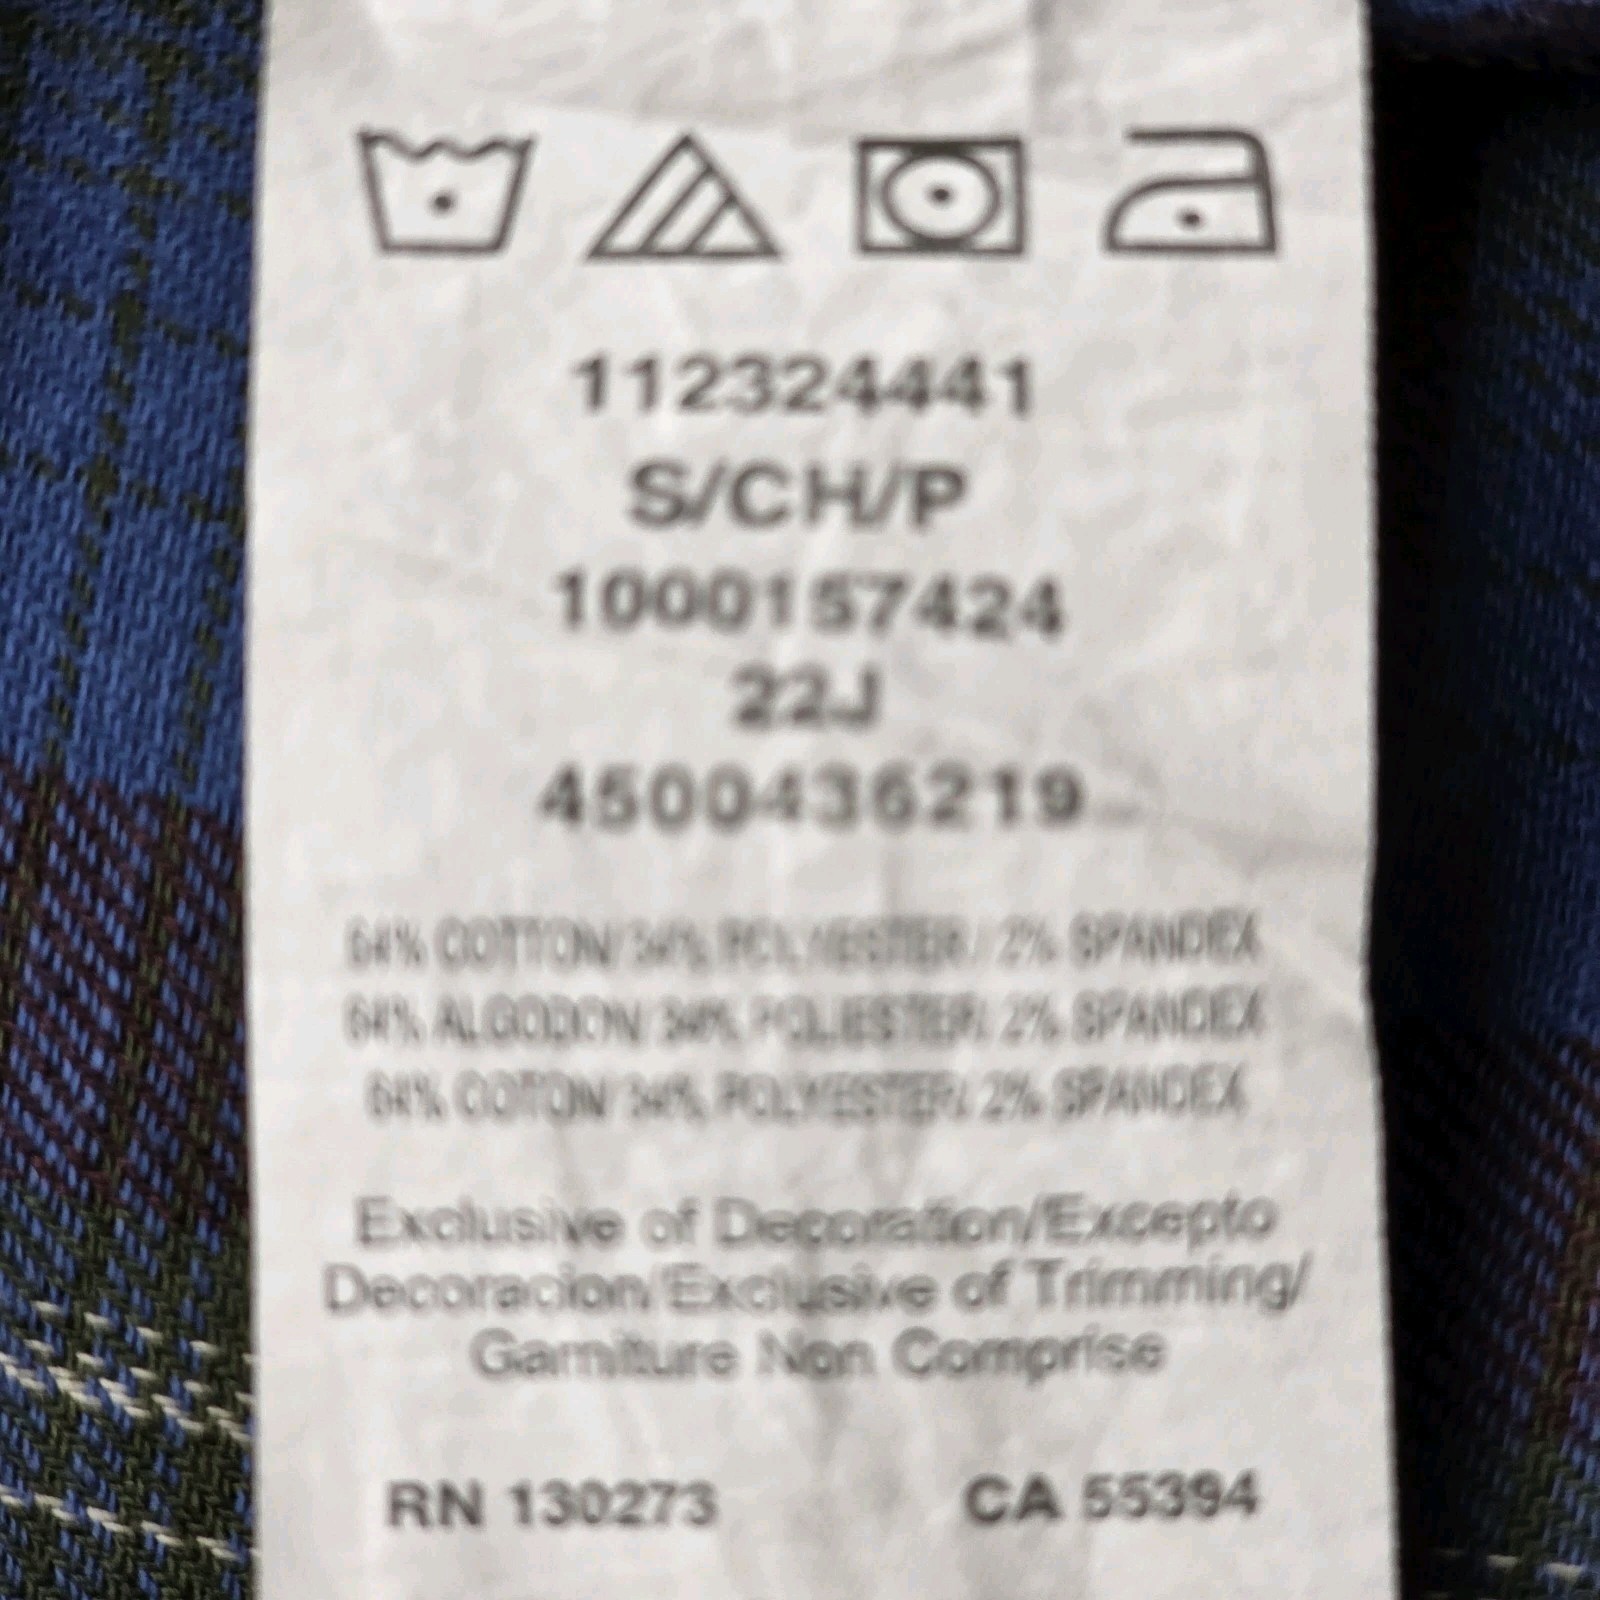 112324441
S/CH/P
1000157424
22J
4500436219
64% COTTON/ 34% POLYESTER/ 2% SPANDEX
64% ALGODON/ 34% POLIESTER/ 2% SPANDEX
64% COTON/ 34% POLYESTER/ 2% SPANDEX
Exclusive of Decoration/Excepto
Decoracion/Exclusive of Trimming/
Garniture Non Comprise
RN 130273 CA 55394